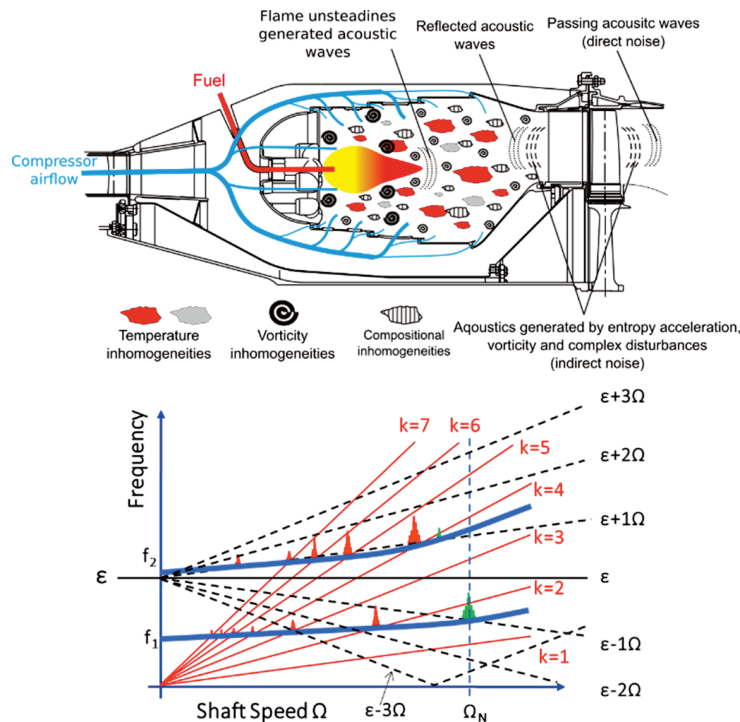 Flame unsteadines
generated acoustic
waves
Reflected acoustic
waves
Passing acousitc waves
(direct noise)
Fuel
Compressor
airflow
Temperature
inhomogeneities
Vorticity
inhomogeneities
Compositional
inhomogeneities
Aqoustics generated by entropy acceleration,
vorticity and complex disturbances
(indirect noise)
Frequency
k=7
k=6
k=5
k=4
k=3
k=2
k=1
ε+3Ω
ε+2Ω
ε+1Ω
ε
ε-1Ω
ε-2Ω
f2
ε
f1
Shaft Speed Ω
ε-3Ω
ΩN